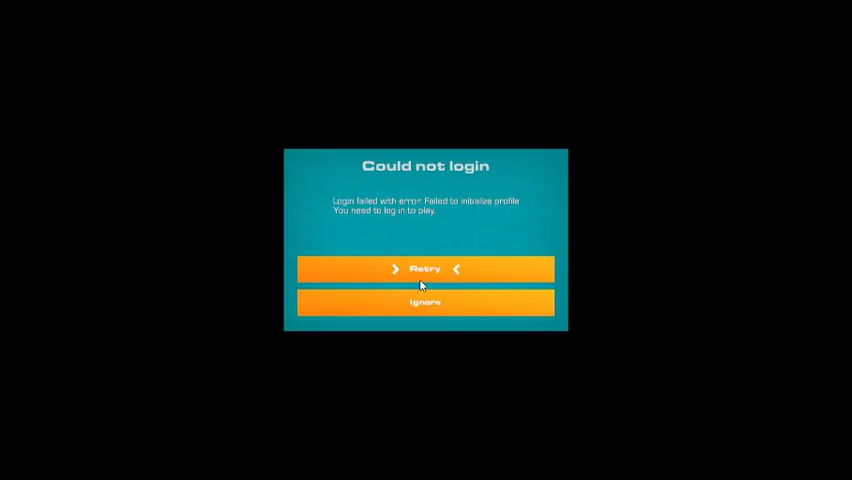 Could not login
Login failed with error: Failed to initialize profile
You need to log in to play.
Retry
Ignore